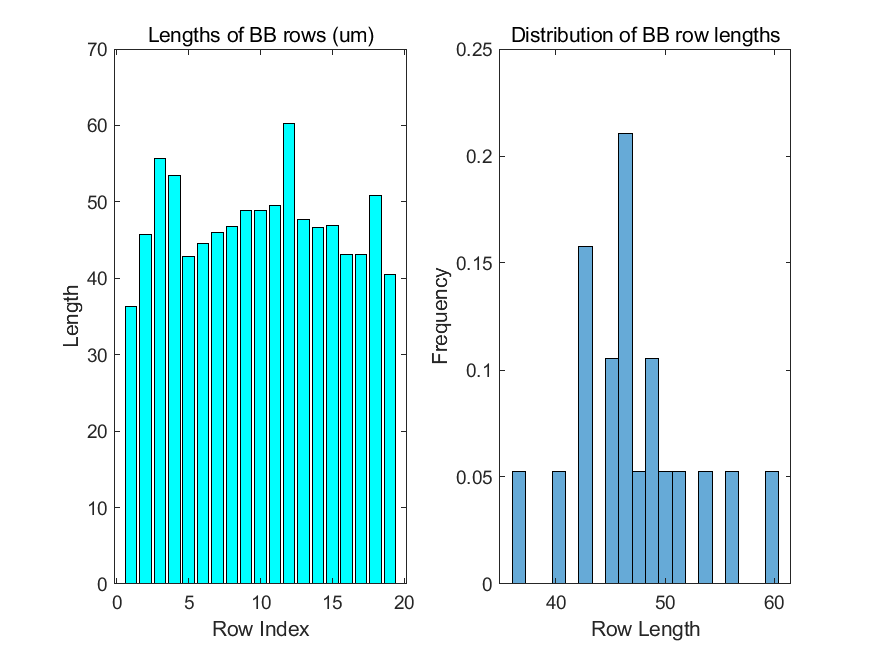 Lengths of BB rows (um)
70
60
50
40
30
20
10
0
0 5 10 15 20
Length
Row Index
Distribution of BB row lengths
0.25
0.2
0.15
0.1
0.05
0
40 50 60
Frequency
Row Length